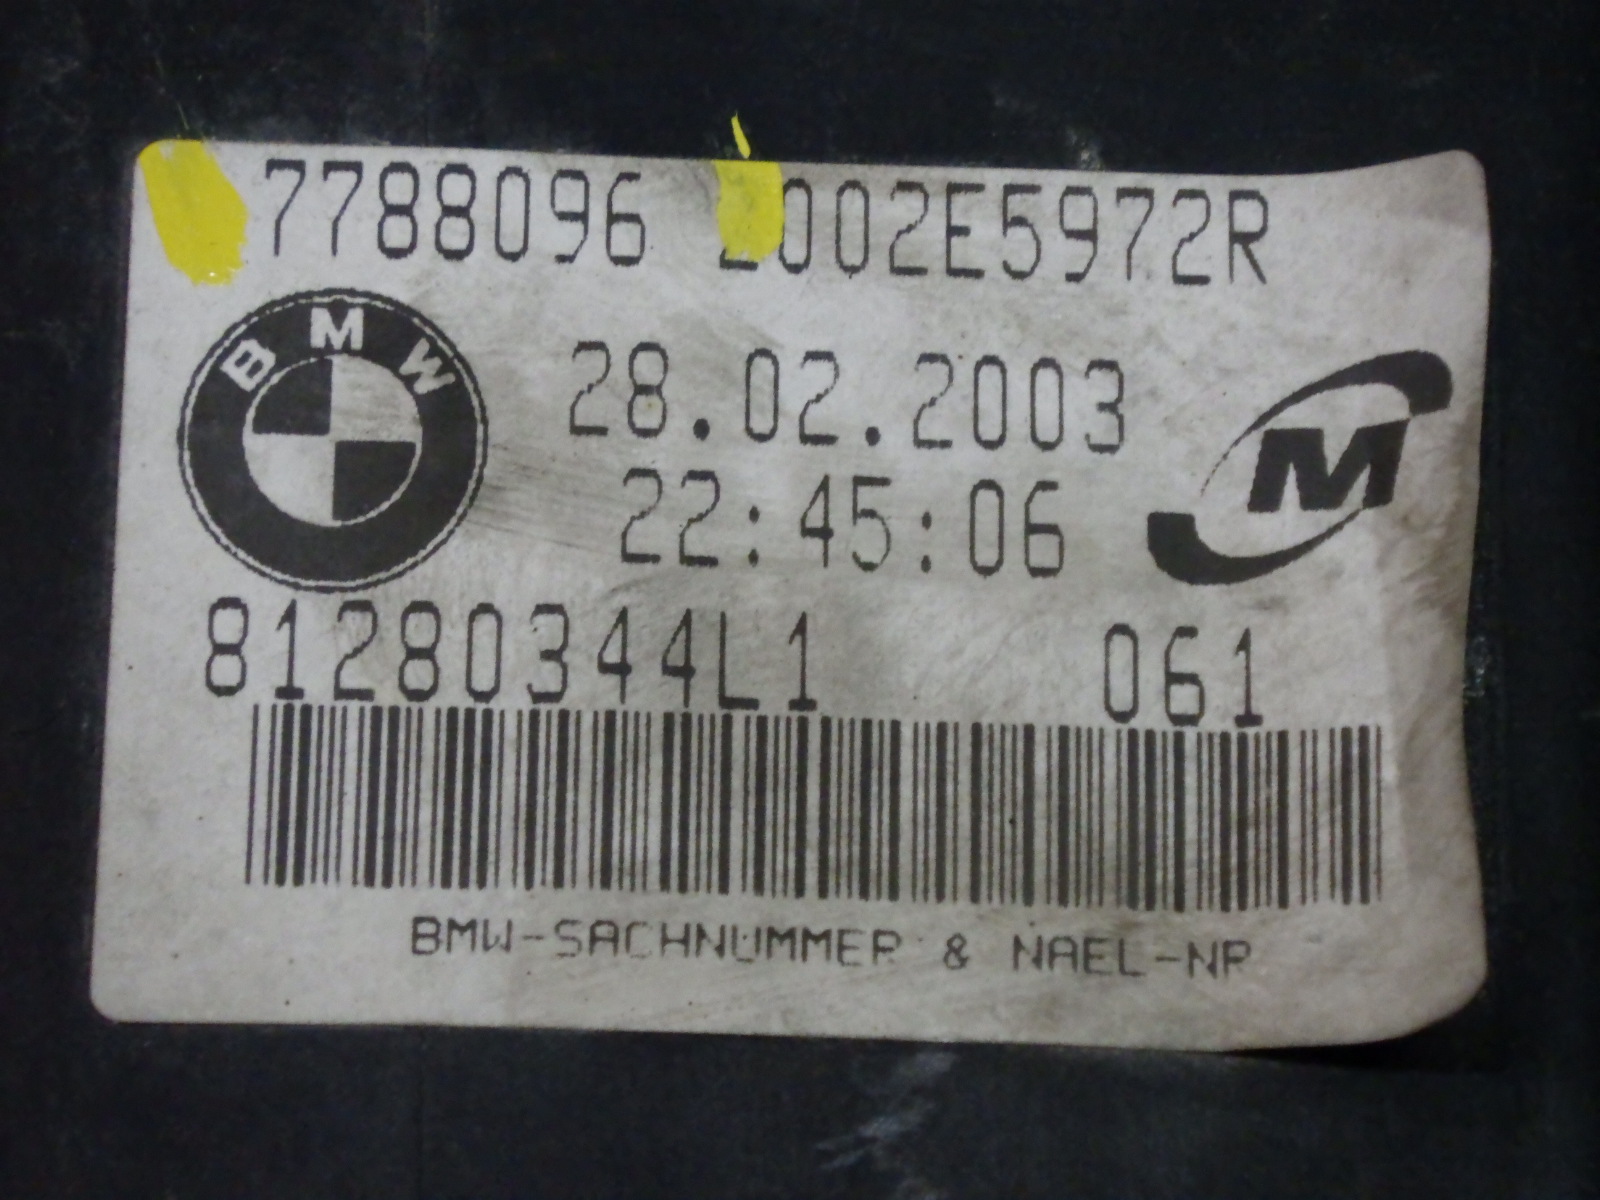 7788096 2002E5972R
BMW
28.02.2003
M
22:45:06
81280344L1 061
BMW-SACHNUMMER & NAEL-NR